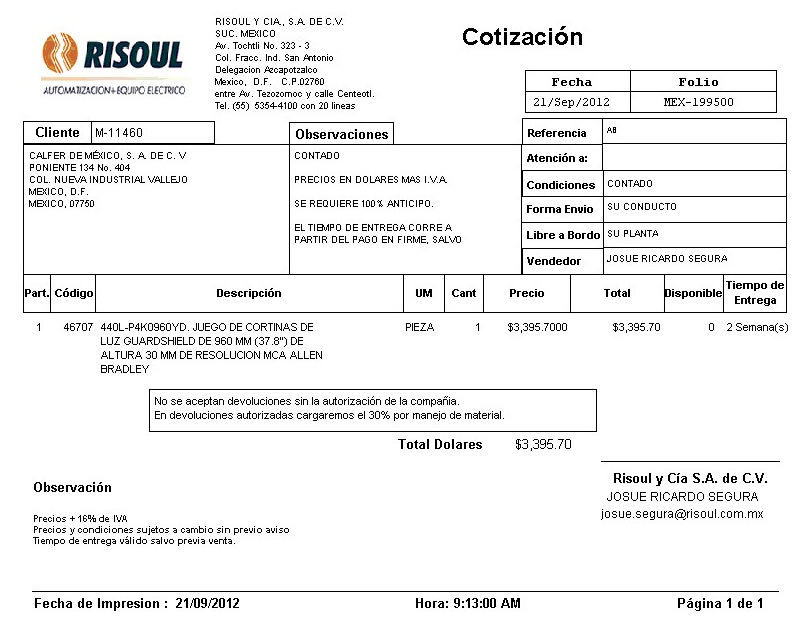 RISOUL
AUTOMATIZACION+EQUIPO ELECTRICO
RISOUL Y CIA., S.A. DE C.V.
SUC. MEXICO
Av. Tochtli No. 323 - 3
Col. Fracc. Ind. San Antonio
Delegacion Azcapotzalco
Mexico, D.F. C.P.02760
entre Av. Tezozomoc y calle Centeotl.
Tel. (55) 5354-4100 con 20 lineas
Cotización
Fecha Folio
21/Sep/2012 MEX-199500
Cliente M-11460
CALFER DE MÉXICO, S. A. DE C. V
PONIENTE 134 No. 404
COL. NUEVA INDUSTRIAL VALLEJO
MEXICO, D.F.
MEXICO, 07750
Observaciones
CONTADO
PRECIOS EN DOLARES MAS I.V.A.
SE REQUIERE 100% ANTICIPO.
EL TIEMPO DE ENTREGA CORRE A
PARTIR DEL PAGO EN FIRME, SALVO
Referencia AB
Atención a:
Condiciones CONTADO
Forma Envio SU CONDUCTO
Libre a Bordo SU PLANTA
Vendedor JOSUE RICARDO SEGURA
Part. Código Descripción UM Cant Precio Total Disponible Tiempo de Entrega
1 46707 440L-P4K0960YD. JUEGO DE CORTINAS DE PIEZA 1 $3,395.7000 $3,395.70 0 2 Semana(s)
LUZ GUARDSHIELD DE 960 MM (37.8") DE
ALTURA 30 MM DE RESOLUCION MCA ALLEN
BRADLEY
No se aceptan devoluciones sin la autorización de la compañia.
En devoluciones autorizadas cargaremos el 30% por manejo de material.
Total Dolares $3,395.70
Risoul y Cía S.A. de C.V.
JOSUE RICARDO SEGURA
josue.segura@risoul.com.mx
Observación
Precios + 16% de IVA
Precios y condiciones sujetos a cambio sin previo aviso
Tiempo de entrega válido salvo previa venta.
Fecha de Impresion : 21/09/2012 Hora: 9:13:00 AM Página 1 de 1